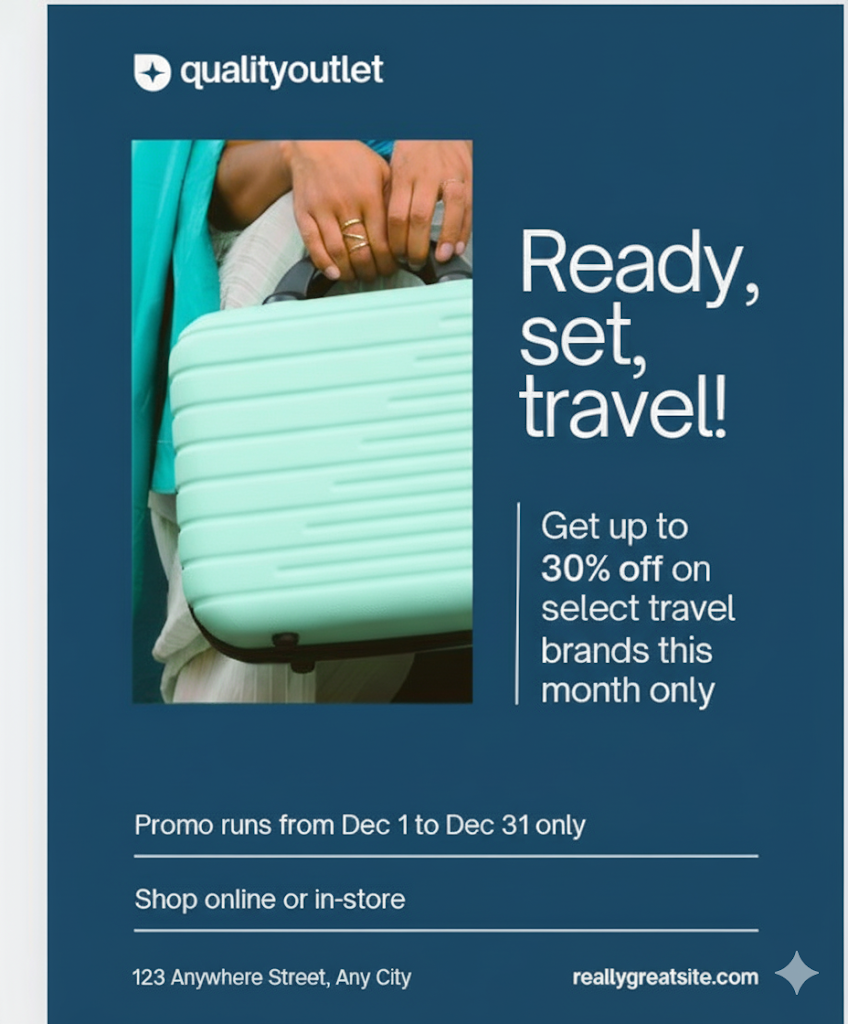 qualityoutlet
Ready,
set,
travel!
Get up to
30% off on
select travel
brands this
month only
Promo runs from Dec 1 to Dec 31 only
Shop online or in-store
123 Anywhere Street, Any City
reallygreatsite.com